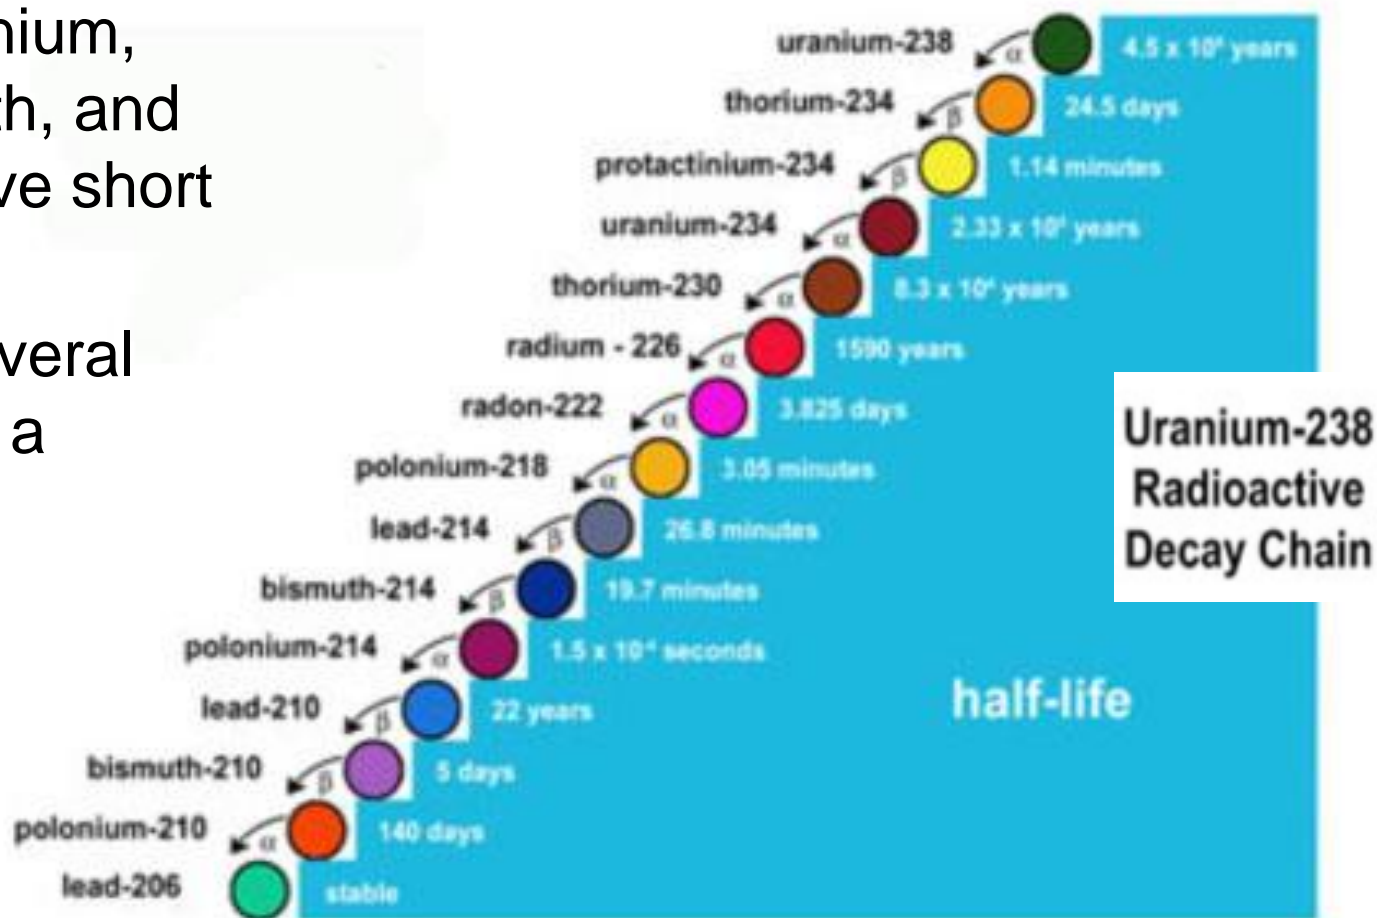 nium,
th, and
ve short
veral
a
uranium-238 α 4.5 x 10⁹ years
thorium-234 β 24.5 days
protactinium-234 β 1.14 minutes
uranium-234 α 2.33 x 10⁵ years
thorium-230 α 8.3 x 10⁴ years
radium - 226 α 1590 years
radon-222 α 3.825 days
polonium-218 α 3.05 minutes
lead-214 β 26.8 minutes
bismuth-214 β 19.7 minutes
polonium-214 α 1.5 x 10⁻⁴ seconds
lead-210 β 22 years
bismuth-210 β 5 days
polonium-210 α 140 days
lead-206 stable
Uranium-238
Radioactive
Decay Chain
half-life